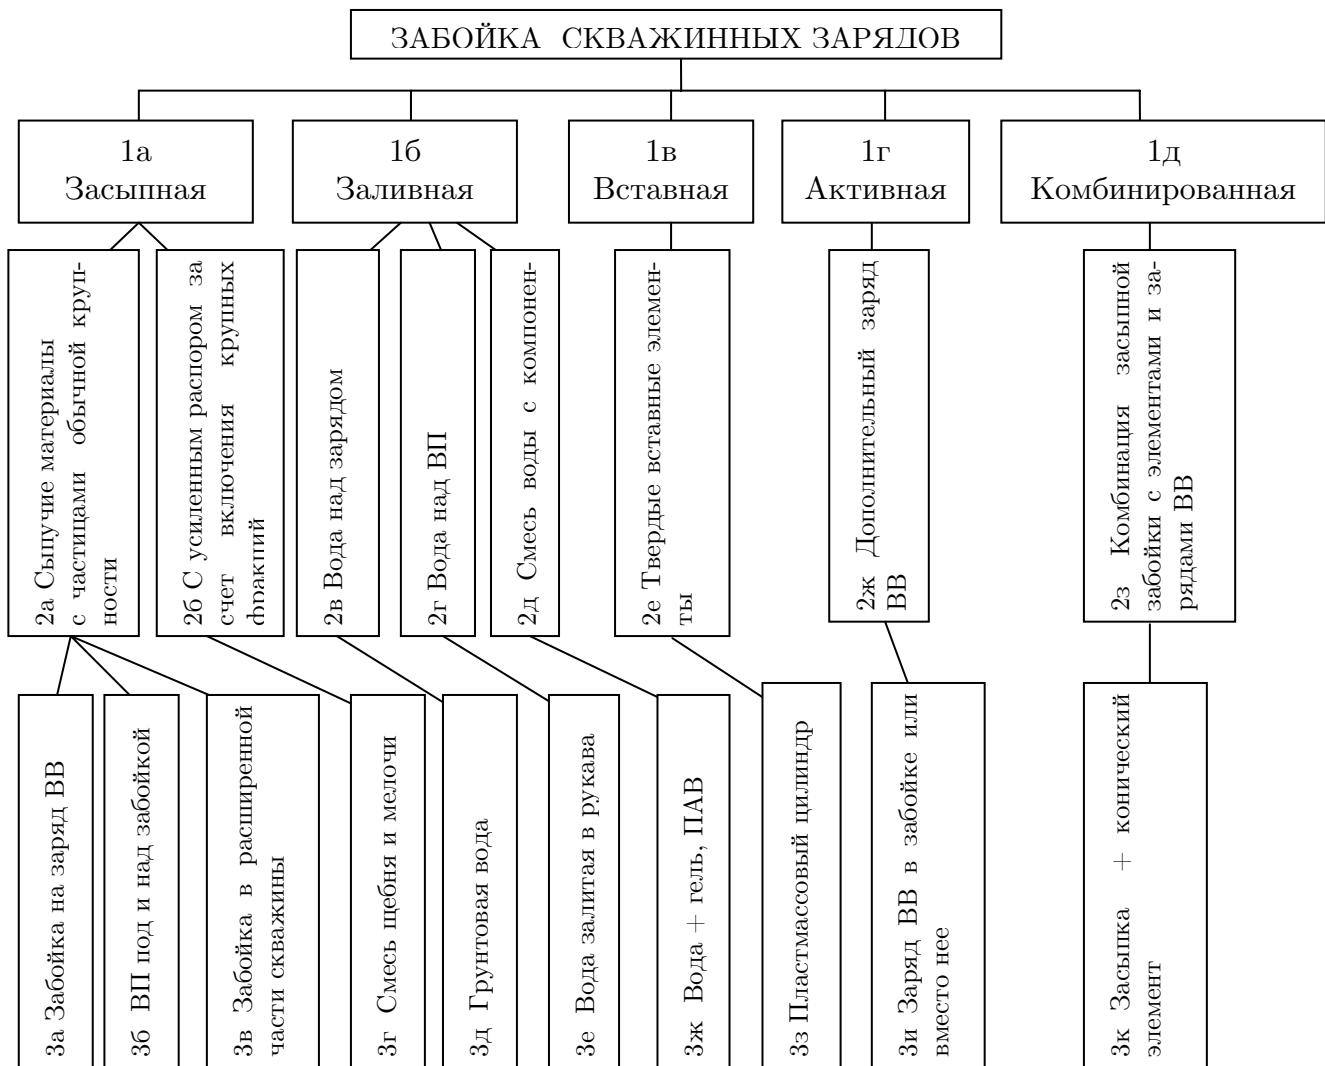 ЗАБОЙКА СКВАЖИННЫХ ЗАРЯДОВ
1а
Засыпная
1б
Заливная
1в
Вставная
1г
Активная
1д
Комбинированная
2а Сыпучие материалы
с частицами обычной круп-
ности
2б С усиленным распором за
счет включения крупных
фракций
2в Вода над зарядом
2г Вода над ВП
2д Смесь воды с компонен-
2е Твердые вставные элемен-
ты
2ж Дополнительный заряд
ВВ
2з Комбинация засыпной
забойки с элементами и за-
рядами ВВ
3а Забойка на заряд ВВ
3б ВП под и над забойкой
3в Забойка в расширенной
части скважины
3г Смесь щебня и мелочи
3д Грунтовая вода
3е Вода залитая в рукава
3ж Вода + гель, ПАВ
3з Пластмассовый цилиндр
3и Заряд ВВ в забойке или
вместо нее
3к Засыпка + конический
элемент